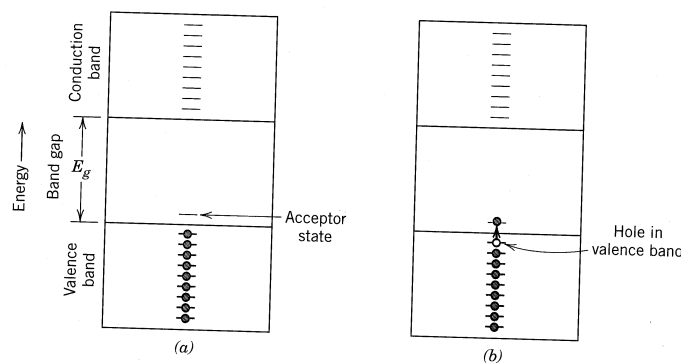 Conduction
band
Energy
Band gap
E_g
Acceptor
state
Valence
band
(a)
Hole in
valence band
(b)